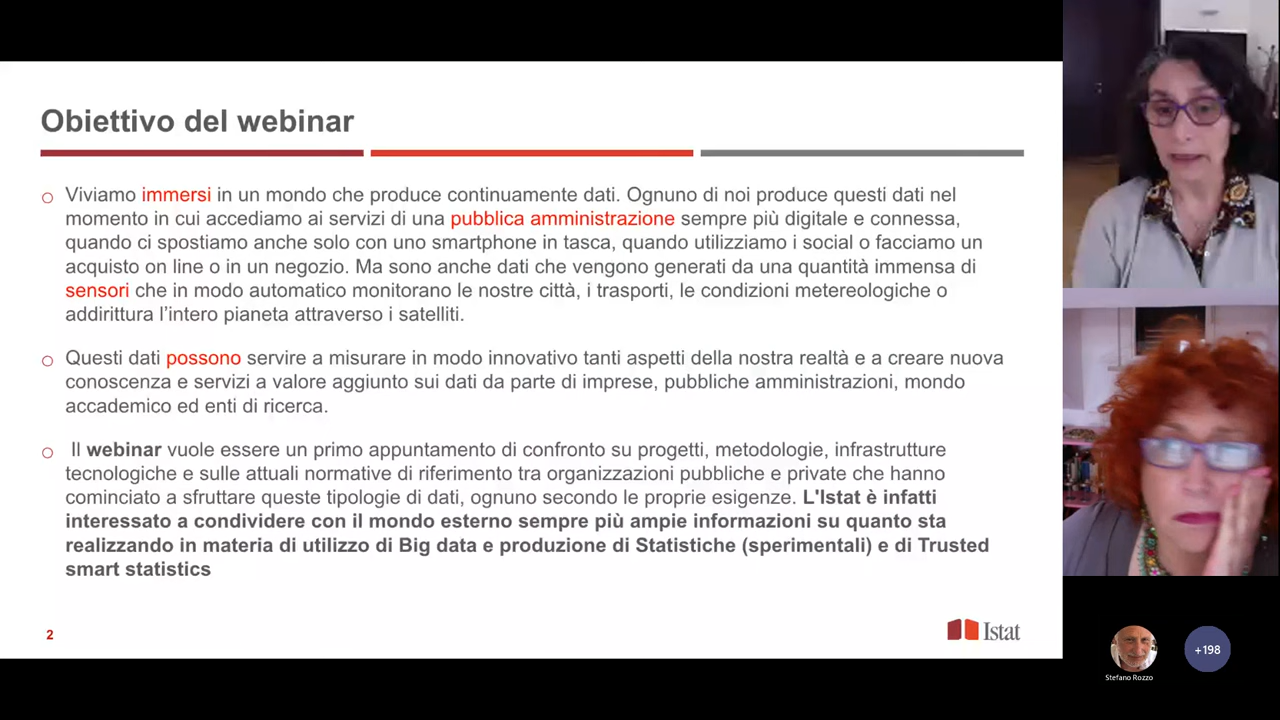 Obiettivo del webinar
Viviamo immersi in un mondo che produce continuamente dati. Ognuno di noi produce questi dati nel
momento in cui accediamo ai servizi di una pubblica amministrazione sempre più digitale e connessa,
quando ci spostiamo anche solo con uno smartphone in tasca, quando utilizziamo i social o facciamo un
acquisto on line o in un negozio. Ma sono anche dati che vengono generati da una quantità immensa di
sensori che in modo automatico monitorano le nostre città, i trasporti, le condizioni metereologiche o
addirittura l’intero pianeta attraverso i satelliti.
Questi dati possono servire a misurare in modo innovativo tanti aspetti della nostra realtà e a creare nuova
conoscenza e servizi a valore aggiunto sui dati da parte di imprese, pubbliche amministrazioni, mondo
accademico ed enti di ricerca.
Il webinar vuole essere un primo appuntamento di confronto su progetti, metodologie, infrastrutture
tecnologiche e sulle attuali normative di riferimento tra organizzazioni pubbliche e private che hanno
cominciato a sfruttare queste tipologie di dati, ognuno secondo le proprie esigenze. L'Istat è infatti
interessato a condividere con il mondo esterno sempre più ampie informazioni su quanto sta
realizzando in materia di utilizzo di Big data e produzione di Statistiche (sperimentali) e di Trusted
smart statistics
2
Istat
+198
Stefano Rozzo